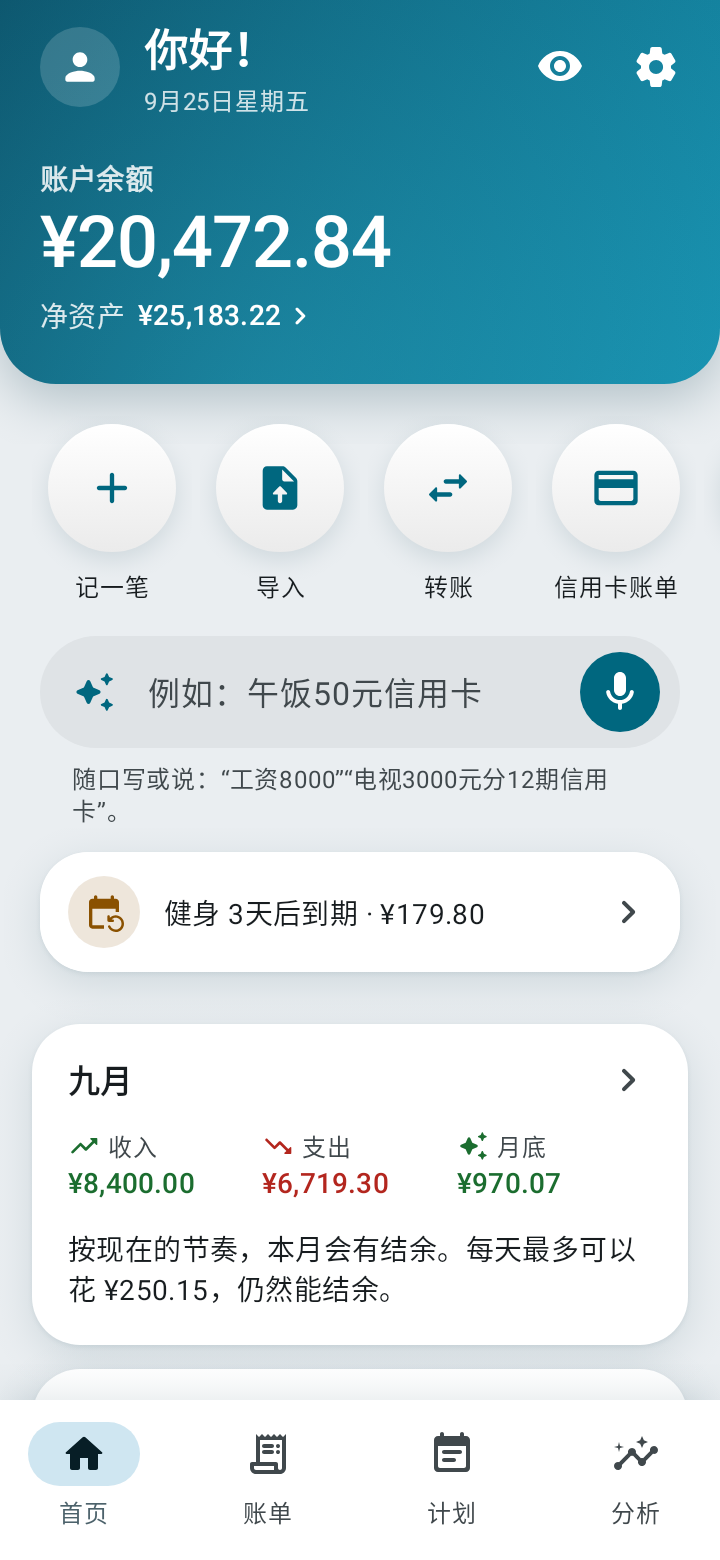 你好！
9月25日星期五
账户余额
¥20,472.84
净资产 ¥25,183.22
记一笔
导入
转账
信用卡账单
例如：午饭50元信用卡
随口写或说：“工资8000”“电视3000元分12期信用
卡”。
健身 3天后到期 · ¥179.80
九月
收入
支出
月底
¥8,400.00
¥6,719.30
¥970.07
按现在的节奏，本月会有结余。每天最多可以
花 ¥250.15，仍然能结余。
首页
账单
计划
分析